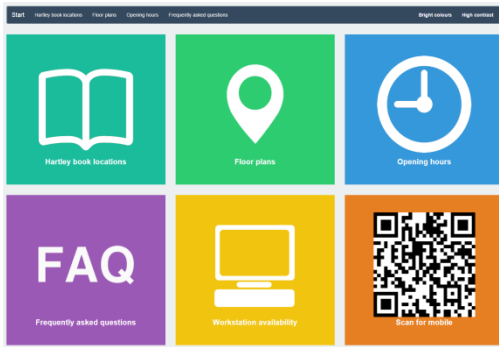 Start Hartley book locations Floor plans Opening hours Frequently asked questions Bright colours High contrast
Hartley book locations Floor plans Opening hours
FAQ
Frequently asked questions Workstation availability Scan for mobile